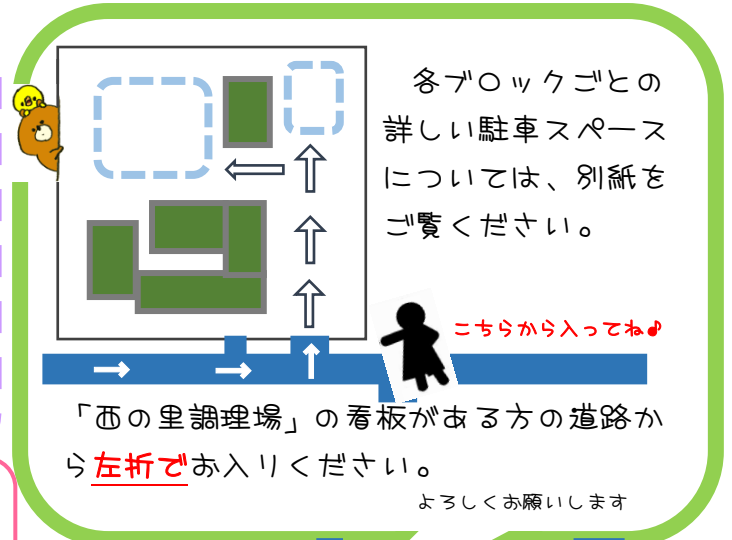 各ブロックごとの
詳しい駐車スペース
については、別紙を
ご覧ください。
こちらから入ってね♪
「西の里調理場」の看板がある方の道路か
ら左折でお入りください。
よろしくお願いします